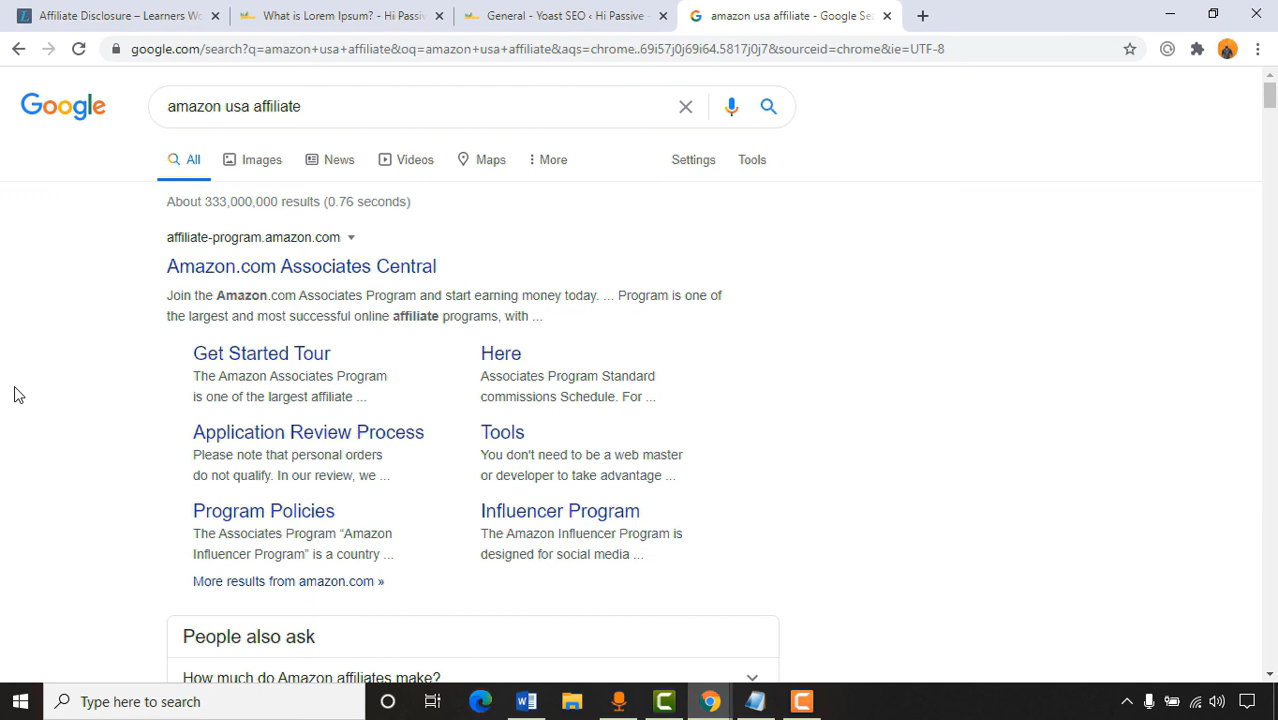 Affiliate Disclosure – Learners Wo
What is Lorem Ipsum? - Hi Passiv
General - Yoast SEO ‹ Hi Passive -
amazon usa affiliate - Google Sea
google.com/search?q=amazon+usa+affiliate&oq=amazon+usa+affiliate&aqs=chrome..69i57j0j69i64.5817j0j7&sourceid=chrome&ie=UTF-8
Google
amazon usa affiliate
All
Images
News
Videos
Maps
More
Settings
Tools
About 333,000,000 results (0.76 seconds)
affiliate-program.amazon.com
Amazon.com Associates Central
Join the Amazon.com Associates Program and start earning money today. ... Program is one of
the largest and most successful online affiliate programs, with ...
Get Started Tour
The Amazon Associates Program
is one of the largest affiliate ...
Here
Associates Program Standard
commissions Schedule. For ...
Application Review Process
Please note that personal orders
do not qualify. In our review, we ...
Tools
You don't need to be a web master
or developer to take advantage ...
Program Policies
The Associates Program “Amazon
Influencer Program” is a country ...
Influencer Program
The Amazon Influencer Program is
designed for social media ...
More results from amazon.com »
People also ask
How much do Amazon affiliates make?
Type here to search